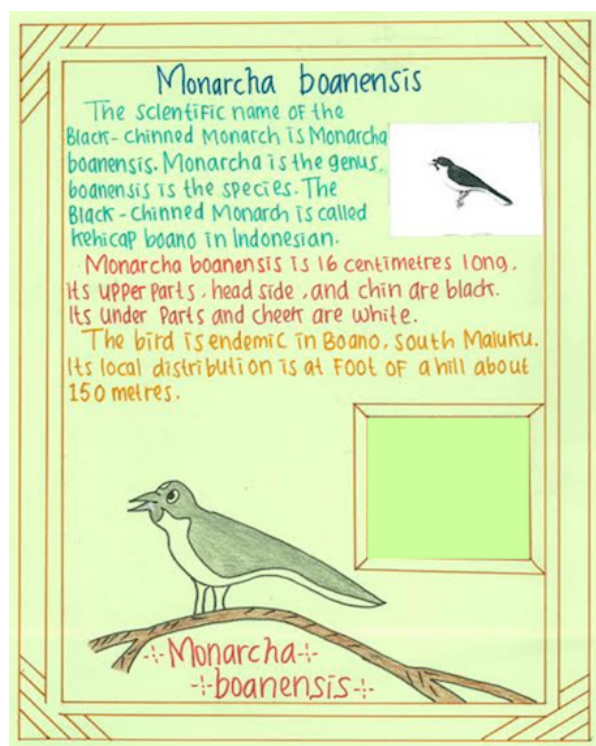 Monarcha boanensis
The scientific name of the
Black-chinned Monarch is Monarcha
boanensis. Monarcha is the genus,
boanensis is the species. The
Black-chinned Monarch is called
kehicap boano in Indonesian.
Monarcha boanensis is 16 centimetres long.
Its upper parts, head side, and chin are black.
Its under parts and cheek are white.
The bird is endemic in Boano, south Maluku.
Its local distribution is at foot of a hill about
150 metres.
Monarcha
boanensis